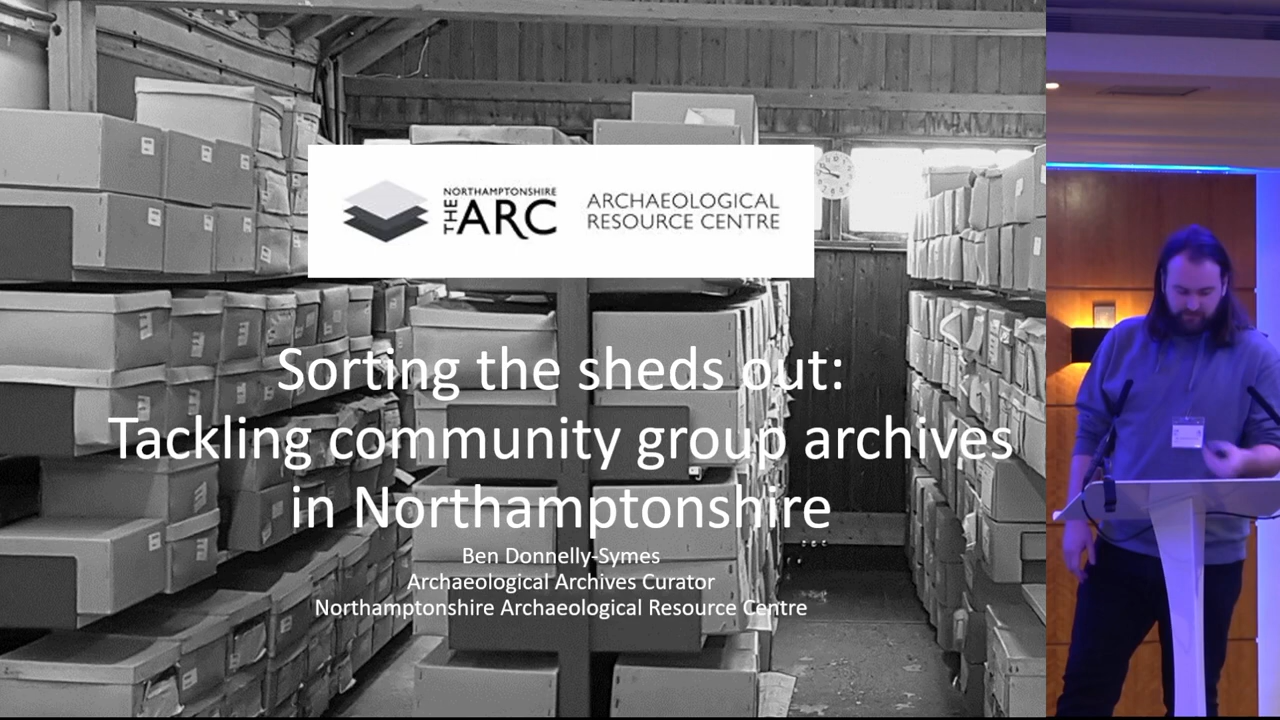 NORTHAMPTONSHIRE
THE ARC
ARCHAEOLOGICAL
RESOURCE CENTRE
Sorting the sheds out:
Tackling community group archives
in Northamptonshire
Ben Donnelly-Symes
Archaeological Archives Curator
Northamptonshire Archaeological Resource Centre